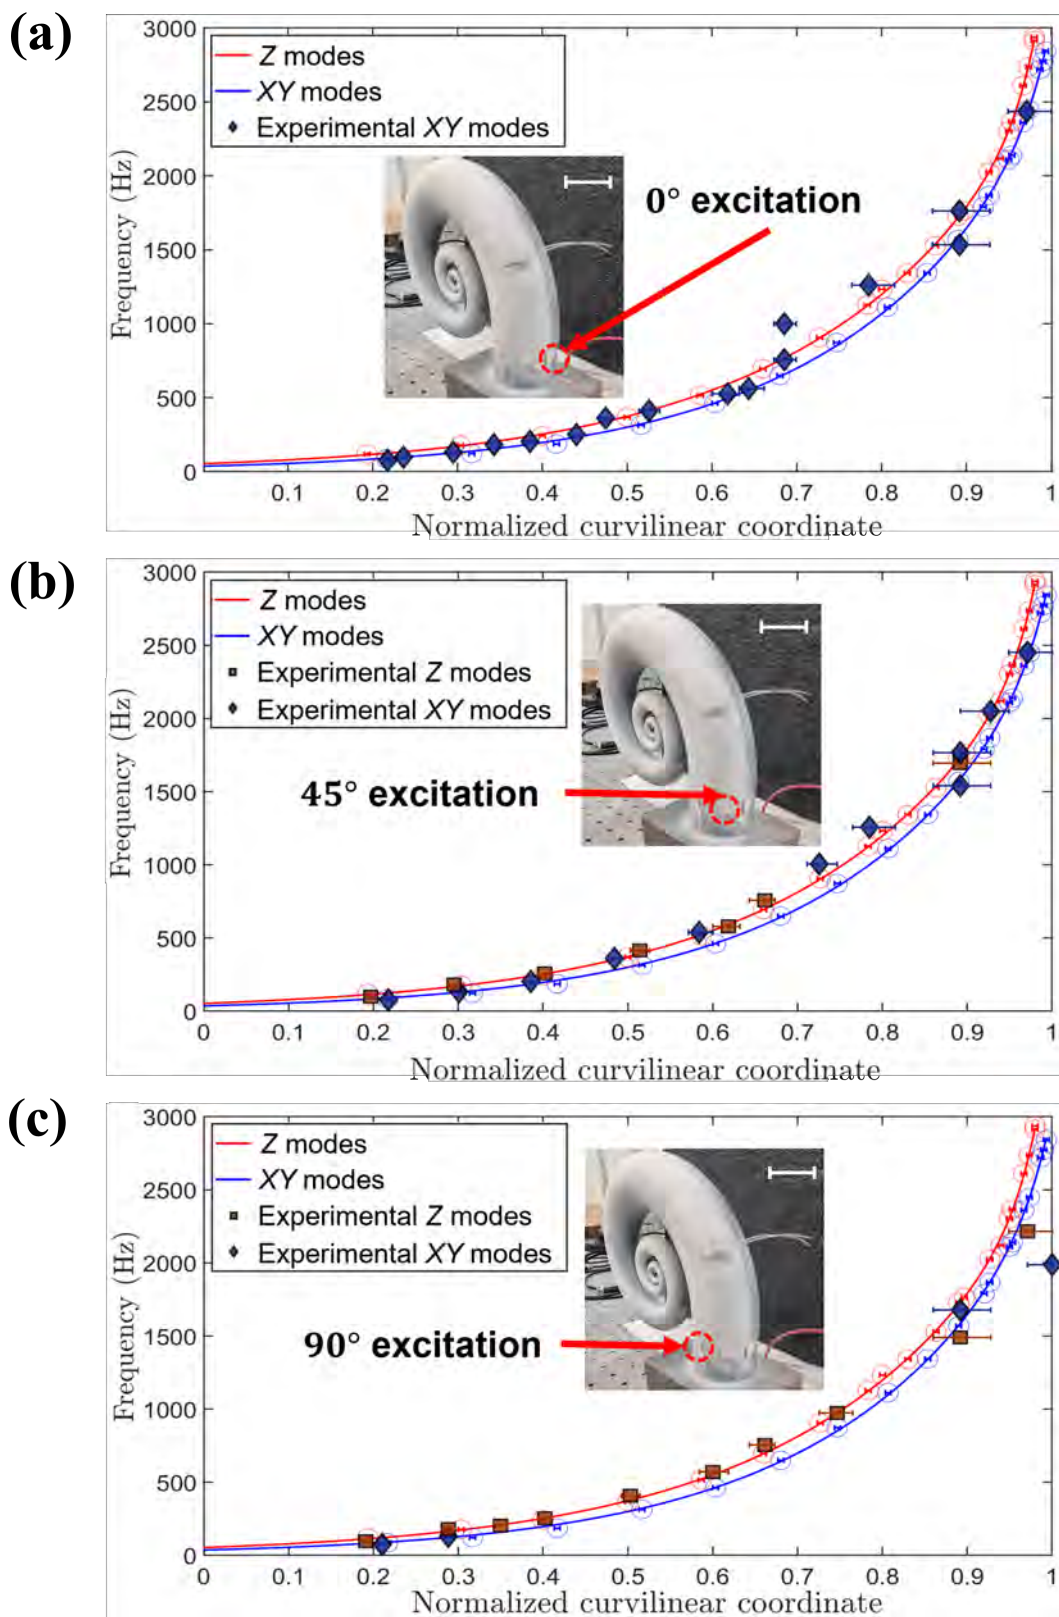 (a)
3000
2500
2000
1500
1000
500
0
Frequency (Hz)
Z modes
XY modes
Experimental XY modes
0° excitation
0.1 0.2 0.3 0.4 0.5 0.6 0.7 0.8 0.9 1
Normalized curvilinear coordinate
(b)
3000
2500
2000
1500
1000
500
0
Frequency (Hz)
Z modes
XY modes
Experimental Z modes
Experimental XY modes
45° excitation
0 0.1 0.2 0.3 0.4 0.5 0.6 0.7 0.8 0.9 1
Normalized curvilinear coordinate
(c)
3000
2500
2000
1500
1000
500
0
Frequency (Hz)
Z modes
XY modes
Experimental Z modes
Experimental XY modes
90° excitation
0 0.1 0.2 0.3 0.4 0.5 0.6 0.7 0.8 0.9 1
Normalized curvilinear coordinate